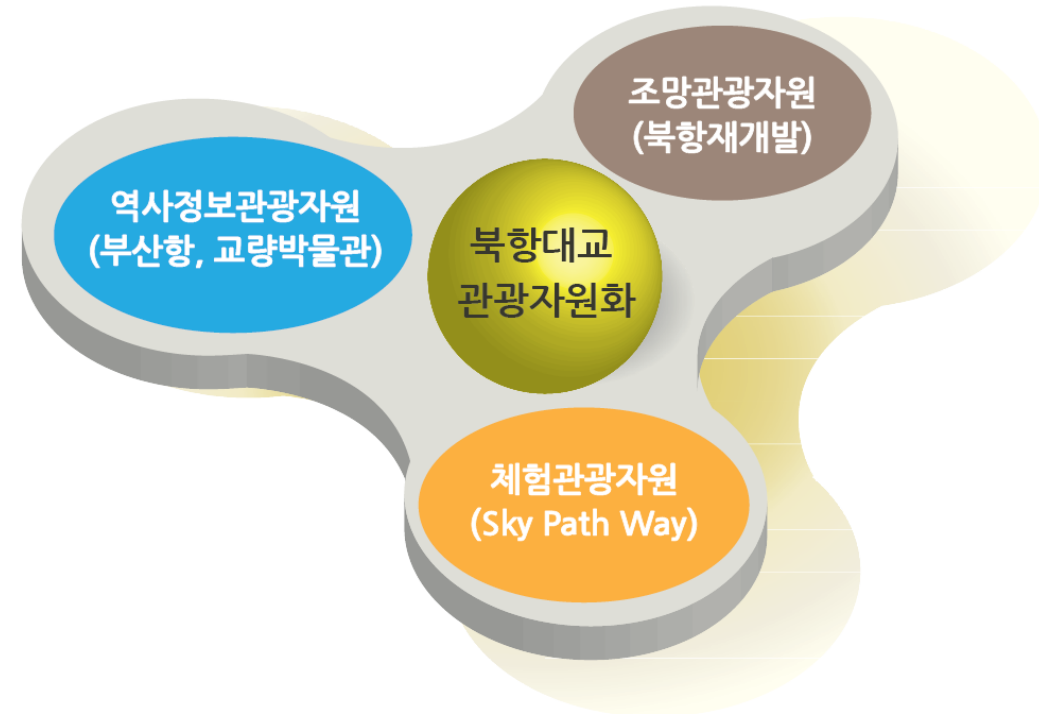 조망관광자원
(북항재개발)
역사정보관광자원
(부산항, 교량박물관)
북항대교
관광자원화
체험관광자원
(Sky Path Way)